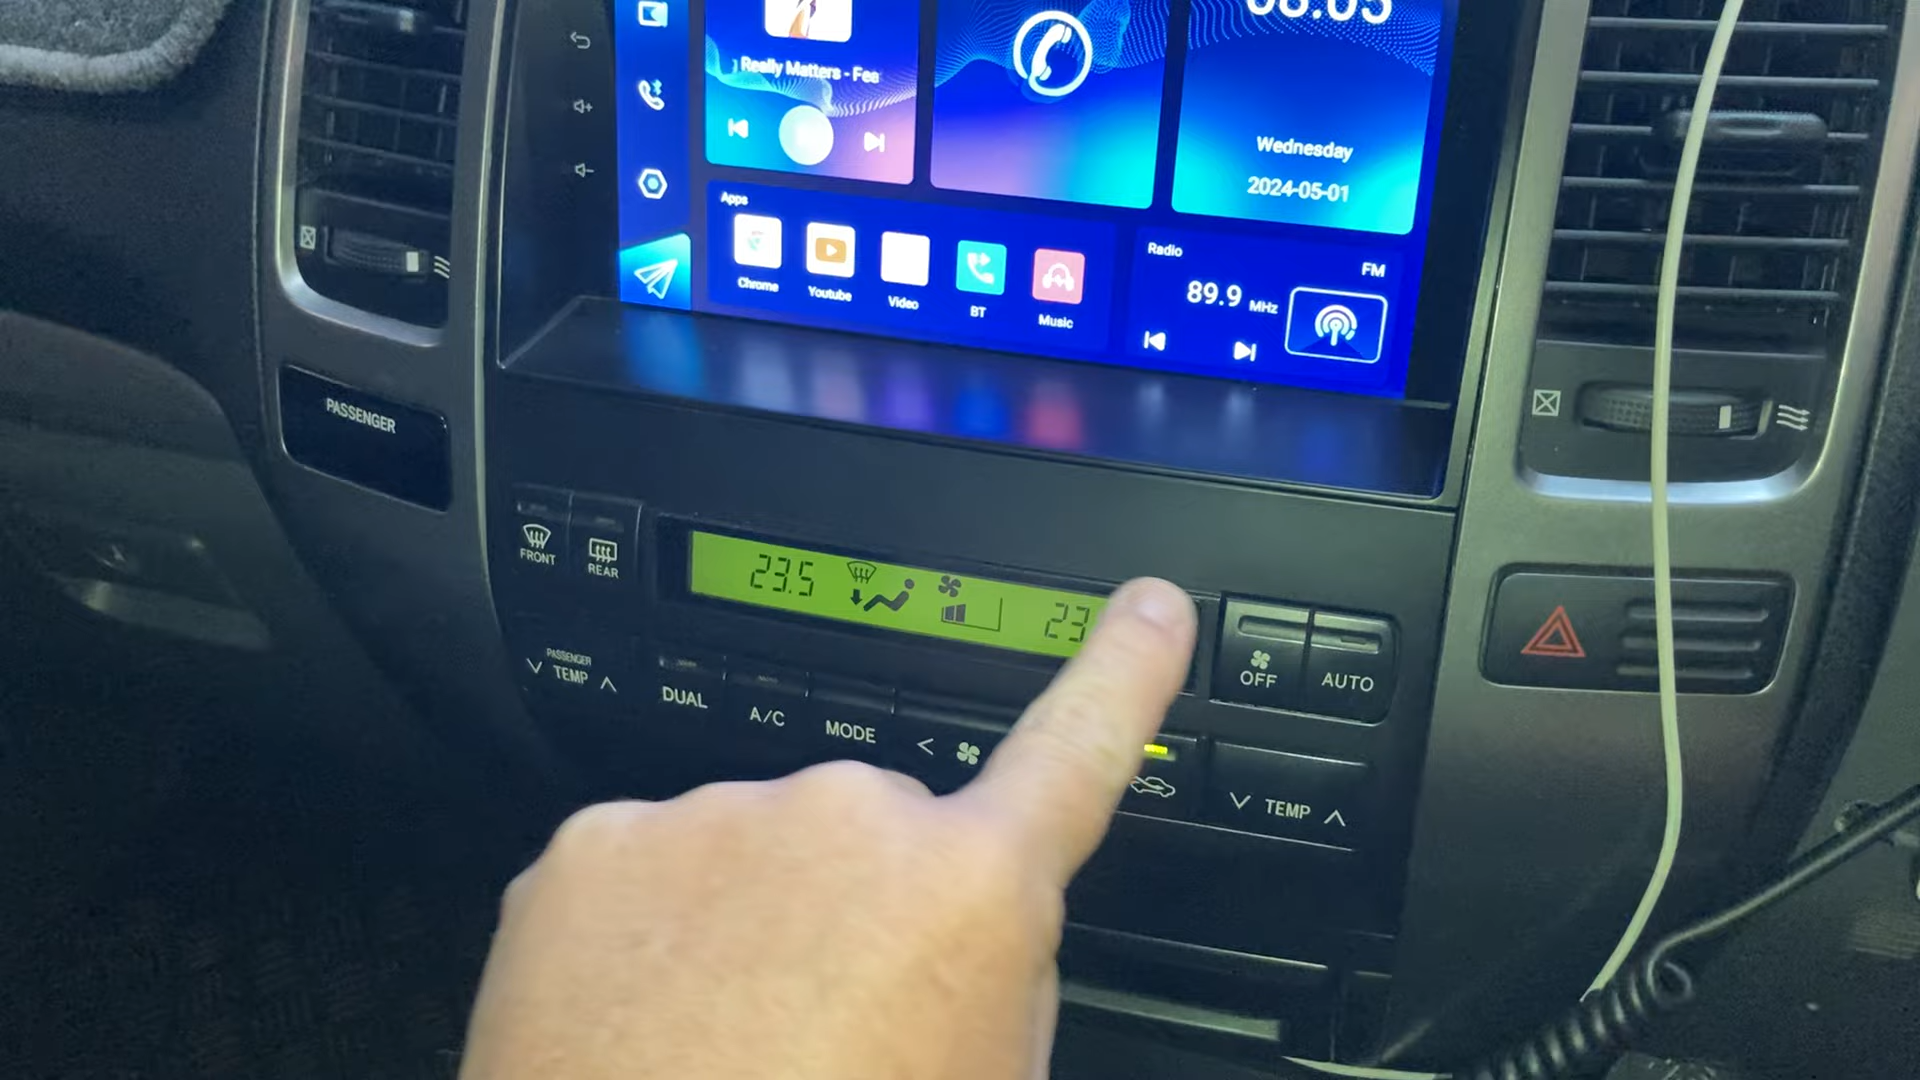 Really Matters - Fee
Wednesday
2024-05-01
Apps
Chrome
Youtube
Video
BT
Music
Radio
FM
89.9 MHz
PASSENGER
FRONT
REAR
23.5
23
OFF
AUTO
PASSENGER
TEMP
DUAL
A/C
MODE
TEMP